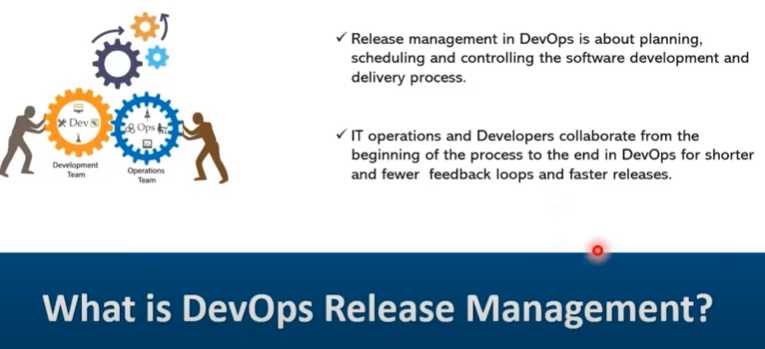 ✓ Release management in DevOps is about planning,
scheduling and controlling the software development and
delivery process.
✓ IT operations and Developers collaborate from the
beginning of the process to the end in DevOps for shorter
and fewer feedback loops and faster releases.
Dev
Ops
Development
Team
Operations
Team
What is DevOps Release Management?